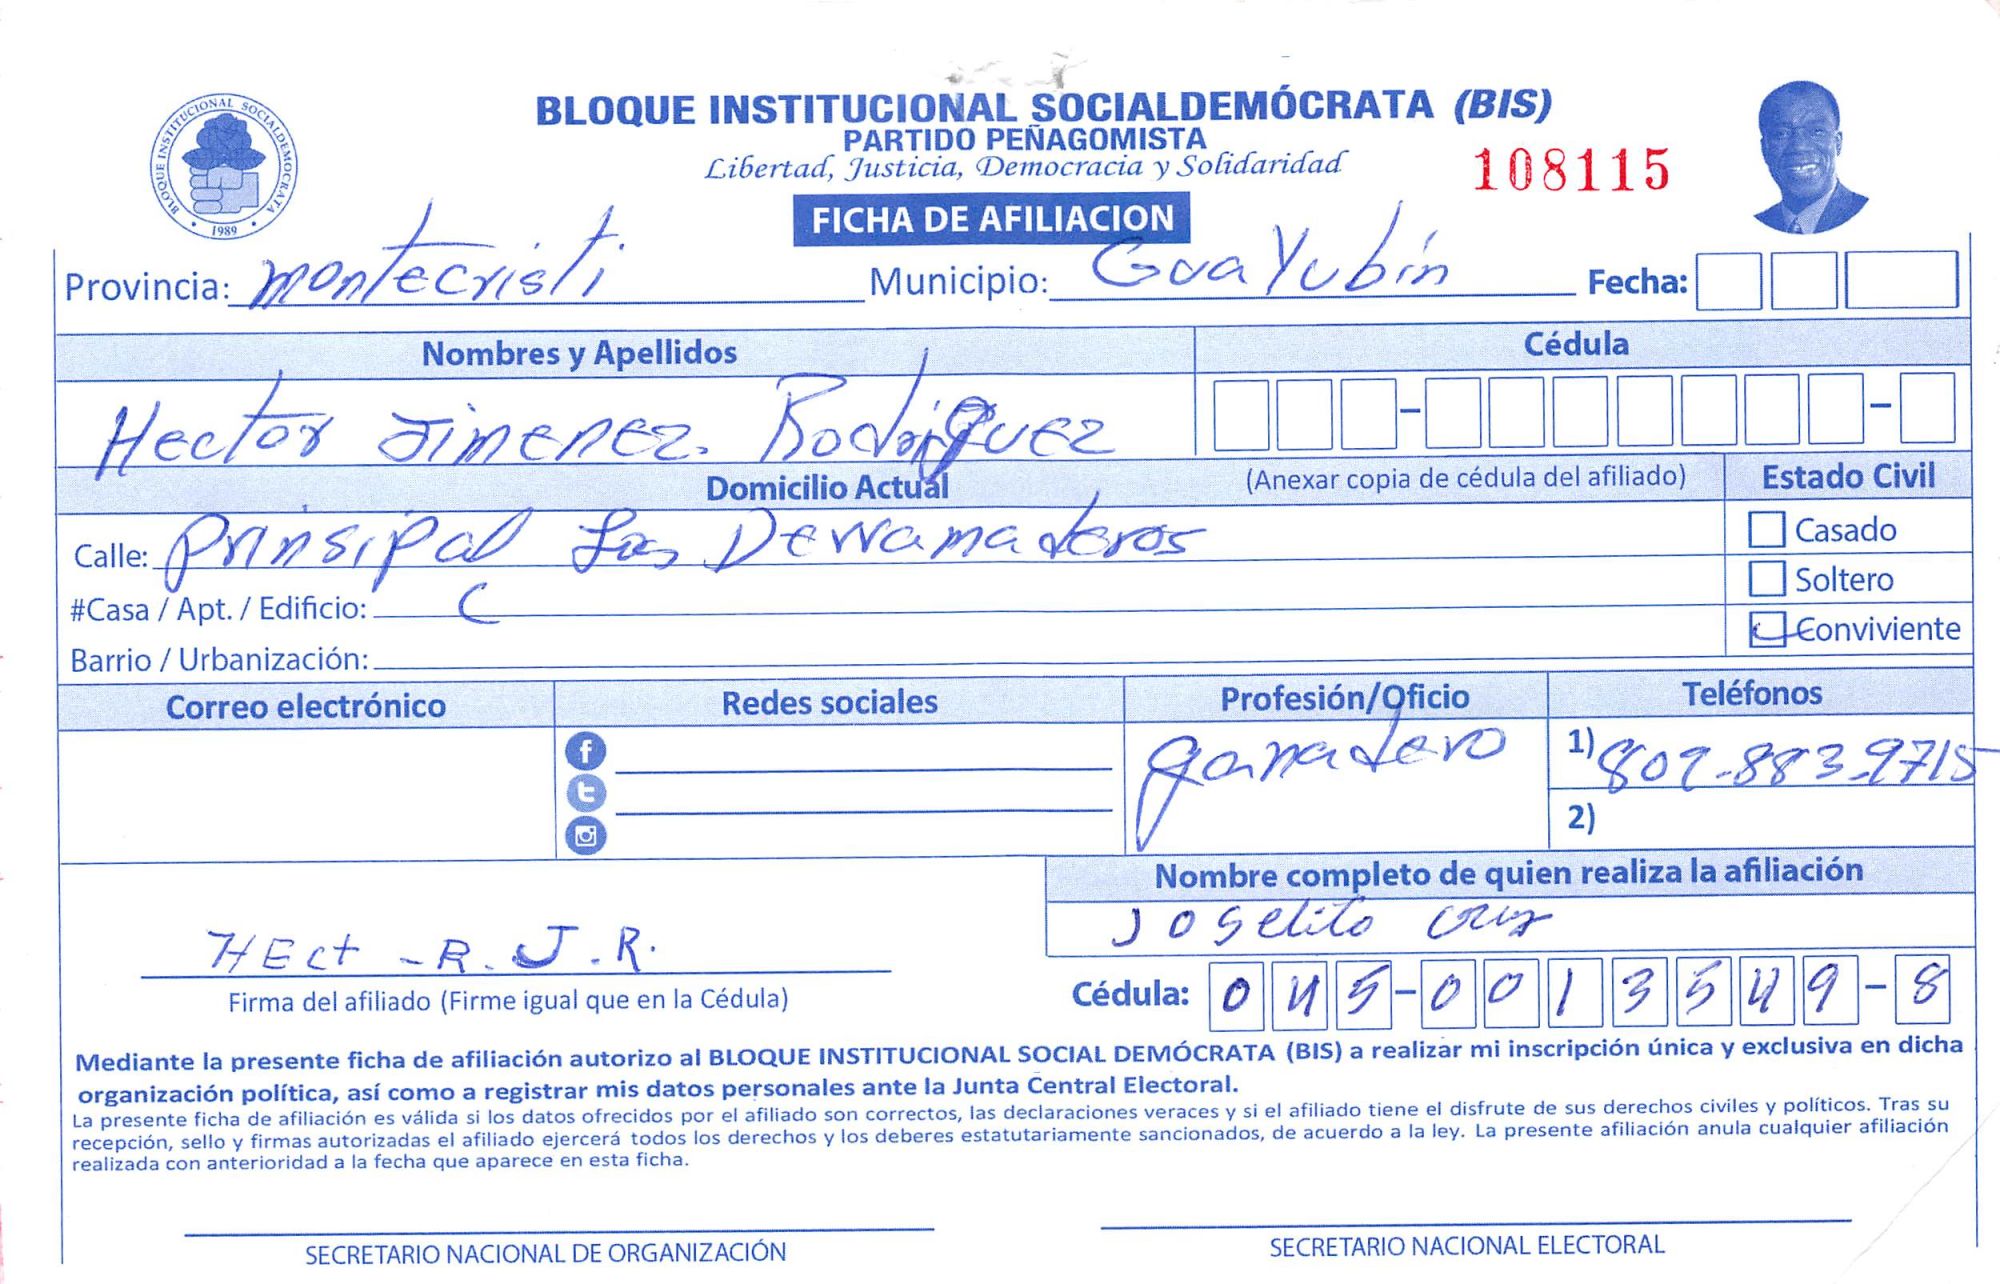 BLOQUE INSTITUCIONAL SOCIALDEMÓCRATA (BIS)
PARTIDO PEÑAGOMISTA
Libertad, Justicia, Democracia y Solidaridad
108115
BLOQUE INSTITUCIONAL SOCIALDEMOCRATA
1989
FICHA DE AFILIACION
Provincia: montecristi Municipio: GuaYubín Fecha:
Nombres y Apellidos Cédula
Hector Jimenez. Rodriguez
Domicilio Actual (Anexar copia de cédula del afiliado) Estado Civil
Calle: Prinsipal Los Derramaderos
Casado
#Casa / Apt. / Edificio: C
Soltero
Barrio / Urbanización:
Conviviente
Correo electrónico Redes sociales Profesión/Oficio Teléfonos
ganadero 1) 809-883-9715
2)
Nombre completo de quien realiza la afiliación
Joselito Cruz
HEct - R. J. R.
Firma del afiliado (Firme igual que en la Cédula) Cédula: 045-0013549-8
Mediante la presente ficha de afiliación autorizo al BLOQUE INSTITUCIONAL SOCIAL DEMÓCRATA (BIS) a realizar mi inscripción única y exclusiva en dicha
organización política, así como a registrar mis datos personales ante la Junta Central Electoral.
La presente ficha de afiliación es válida si los datos ofrecidos por el afiliado son correctos, las declaraciones veraces y si el afiliado tiene el disfrute de sus derechos civiles y políticos. Tras su
recepción, sello y firmas autorizadas el afiliado ejercerá todos los derechos y los deberes estatutariamente sancionados, de acuerdo a la ley. La presente afiliación anula cualquier afiliación
realizada con anterioridad a la fecha que aparece en esta ficha.
SECRETARIO NACIONAL DE ORGANIZACIÓN SECRETARIO NACIONAL ELECTORAL